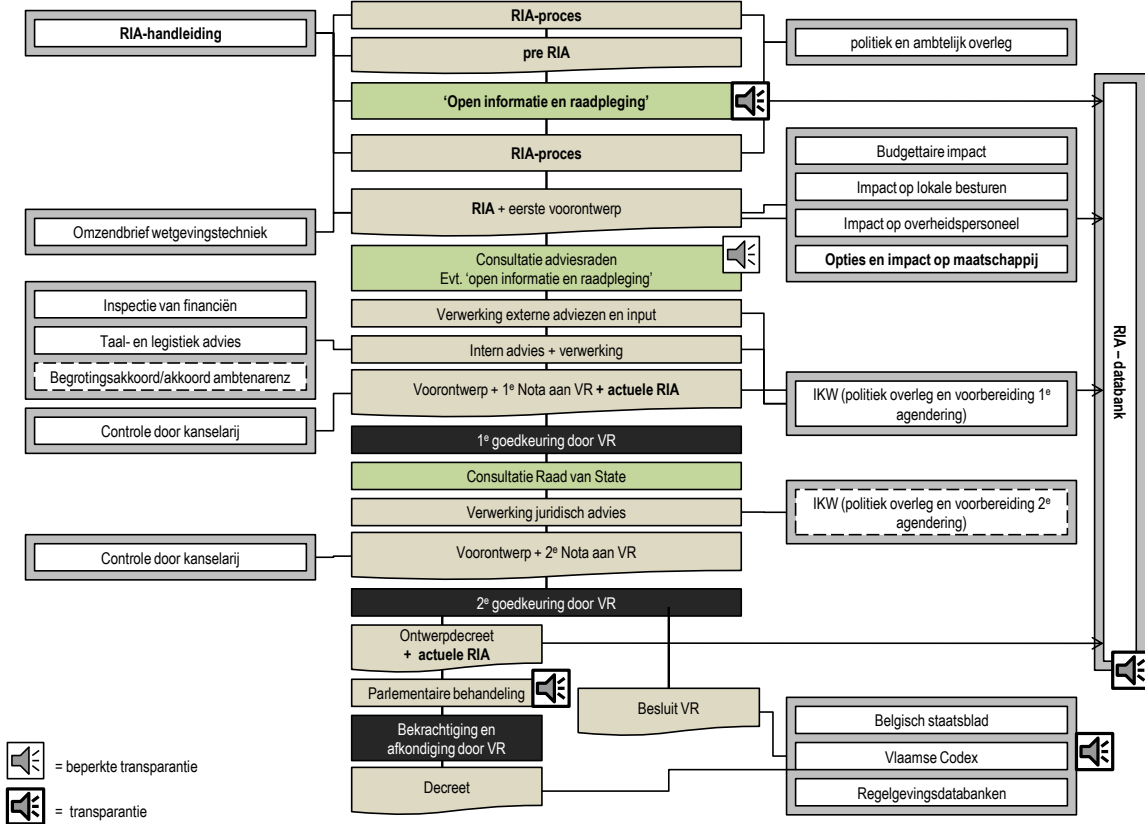 RIA-handleiding
Omzendbrief wetgevingstechniek
Inspectie van financiën
Taal- en legistiek advies
Begrotingsakkoord/akkoord ambtenarenz
Controle door kanselarij
Controle door kanselarij
RIA-proces
pre RIA
‘Open informatie en raadpleging’
RIA-proces
RIA + eerste voorontwerp
Consultatie adviesraden
Evt. ‘open informatie en raadpleging’
Verwerking externe adviezen en input
Intern advies + verwerking
Voorontwerp + 1e Nota aan VR + actuele RIA
1e goedkeuring door VR
Consultatie Raad van State
Verwerking juridisch advies
Voorontwerp + 2e Nota aan VR
2e goedkeuring door VR
Ontwerpdecreet
+ actuele RIA
Parlementaire behandeling
Bekrachtiging en
afkondiging door VR
Decreet
Besluit VR
politiek en ambtelijk overleg
Budgettaire impact
Impact op lokale besturen
Impact op overheidspersoneel
Opties en impact op maatschappij
IKW (politiek overleg en voorbereiding 1e
agendering)
IKW (politiek overleg en voorbereiding 2e
agendering)
Belgisch staatsblad
Vlaamse Codex
Regelgevingsdatabanken
RIA – databank
= beperkte transparantie
= transparantie